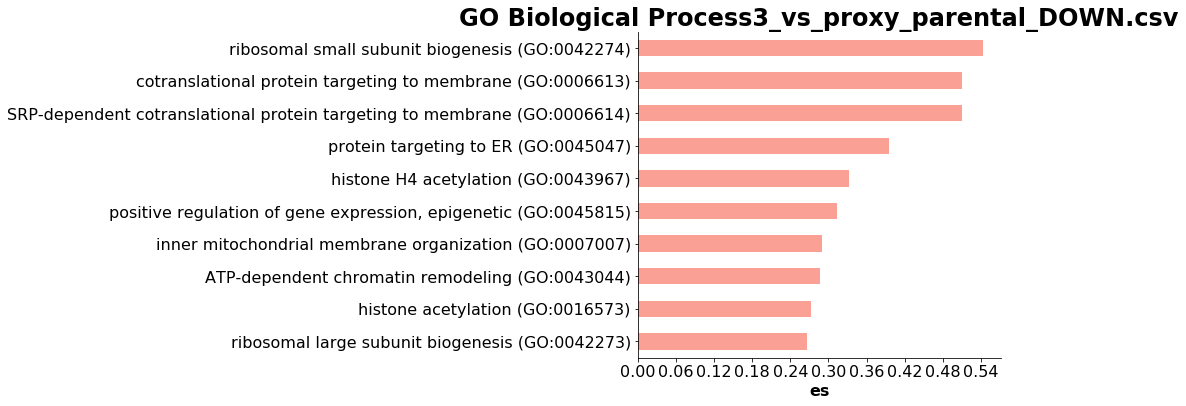 GO Biological Process3_vs_proxy_parental_DOWN.csv
ribosomal small subunit biogenesis (GO:0042274)
cotranslational protein targeting to membrane (GO:0006613)
SRP-dependent cotranslational protein targeting to membrane (GO:0006614)
protein targeting to ER (GO:0045047)
histone H4 acetylation (GO:0043967)
positive regulation of gene expression, epigenetic (GO:0045815)
inner mitochondrial membrane organization (GO:0007007)
ATP-dependent chromatin remodeling (GO:0043044)
histone acetylation (GO:0016573)
ribosomal large subunit biogenesis (GO:0042273)
0.00 0.06 0.12 0.18 0.24 0.30 0.36 0.42 0.48 0.54
es